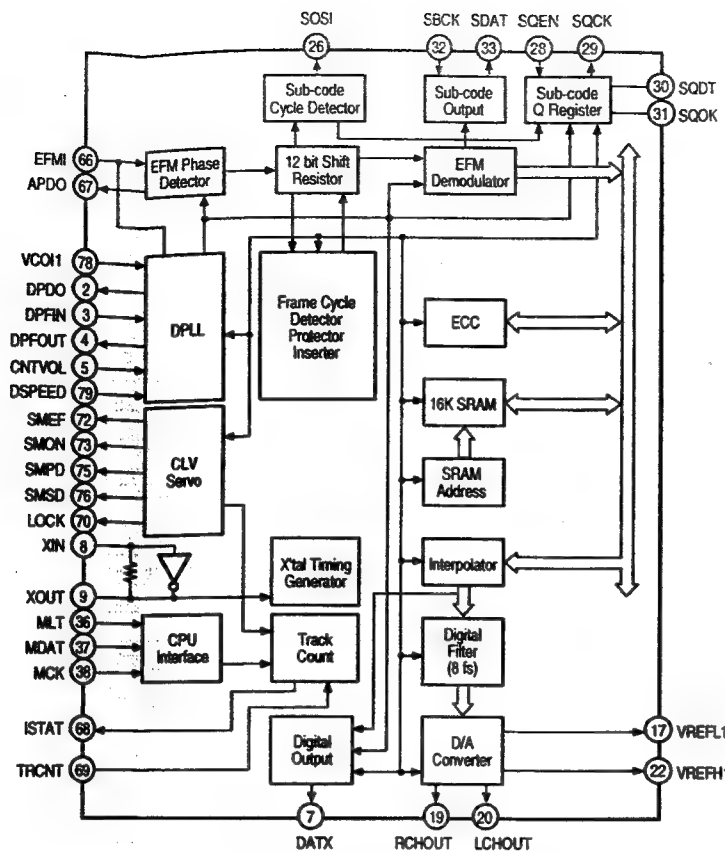 SOSI
SBCK
SDAT
SQEN
SQCK
26
32
33
28
29
30
SQDT
31
SQOK
Sub-code
Cycle Detector
Sub-code
Output
Sub-code
Q Register
EFMI
66
APDO
67
EFM Phase
Detector
12 bit Shift
Resistor
EFM
Demodulator
VCOI1
78
DPDO
2
DPFIN
3
DPFOUT
4
CNTVOL
5
DSPEED
79
DPLL
Frame Cycle
Detector
Protector
Inserter
ECC
16K SRAM
SRAM
Address
SMEF
72
SMON
73
SMPD
75
SMSD
76
LOCK
70
CLV
Servo
XIN
8
XOUT
9
X'tal Timing
Generator
Interpolator
MLT
36
MDAT
37
MCK
38
CPU
Interface
Track
Count
Digital
Filter
(8 fs)
ISTAT
68
TRCNT
69
Digital
Output
D/A
Converter
17
VREFL1
22
VREFH1
7
DATX
19
RCHOUT
20
LCHOUT